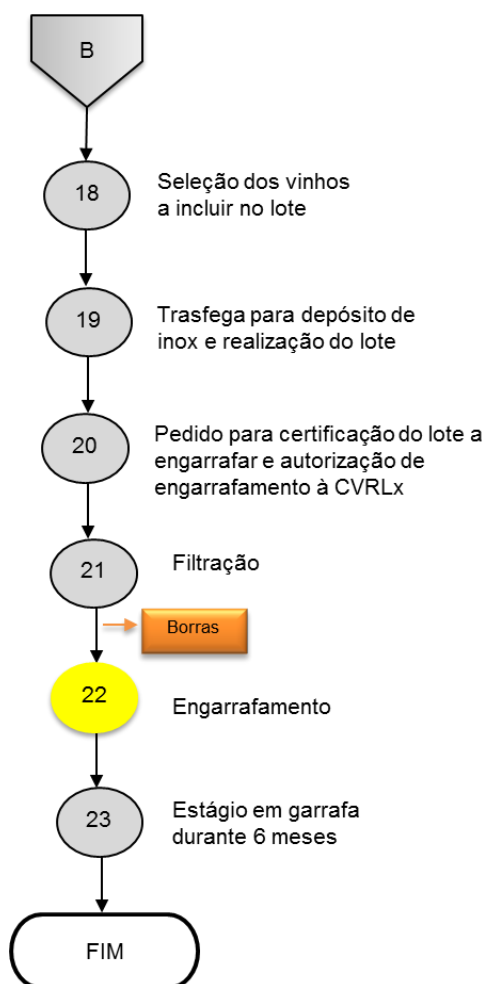 B
18
Seleção dos vinhos
a incluir no lote
19
Trasfega para depósito de
inox e realização do lote
20
Pedido para certificação do lote a
engarrafar e autorização de
engarrafamento à CVRLx
21
Filtração
Borras
22
Engarrafamento
23
Estágio em garrafa
durante 6 meses
FIM